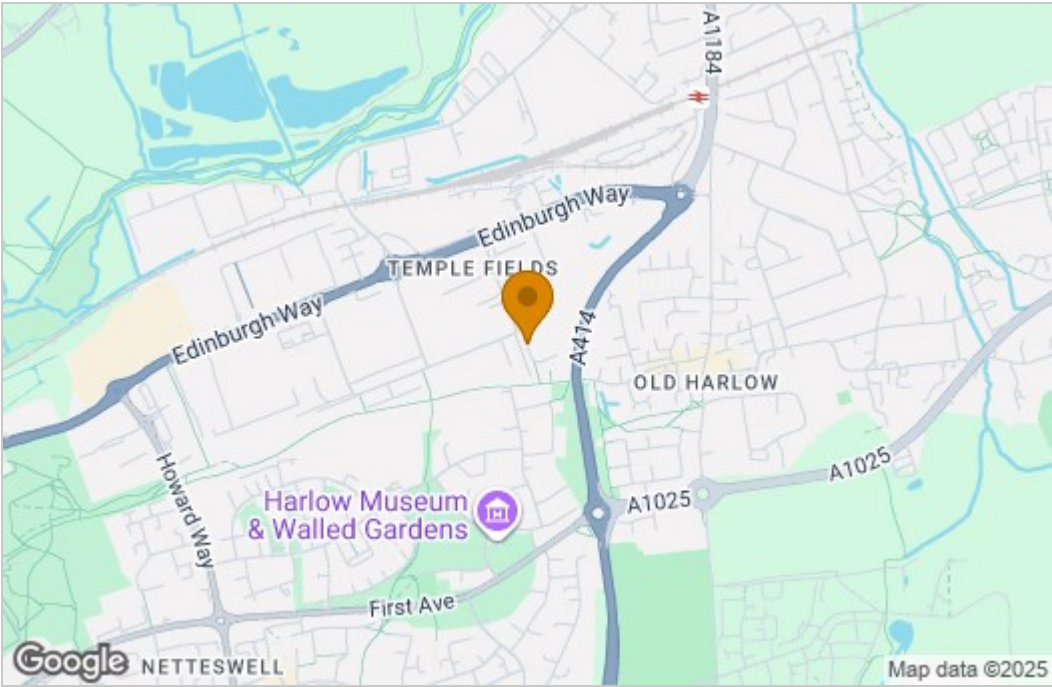 A1184
Edinburgh Way
TEMPLE FIELDS
Edinburgh Way
A414
OLD HARLOW
A1025
Howard Way
Harlow Museum
& Walled Gardens
A1025
First Ave
Google
NETTESWELL
Map data ©2025